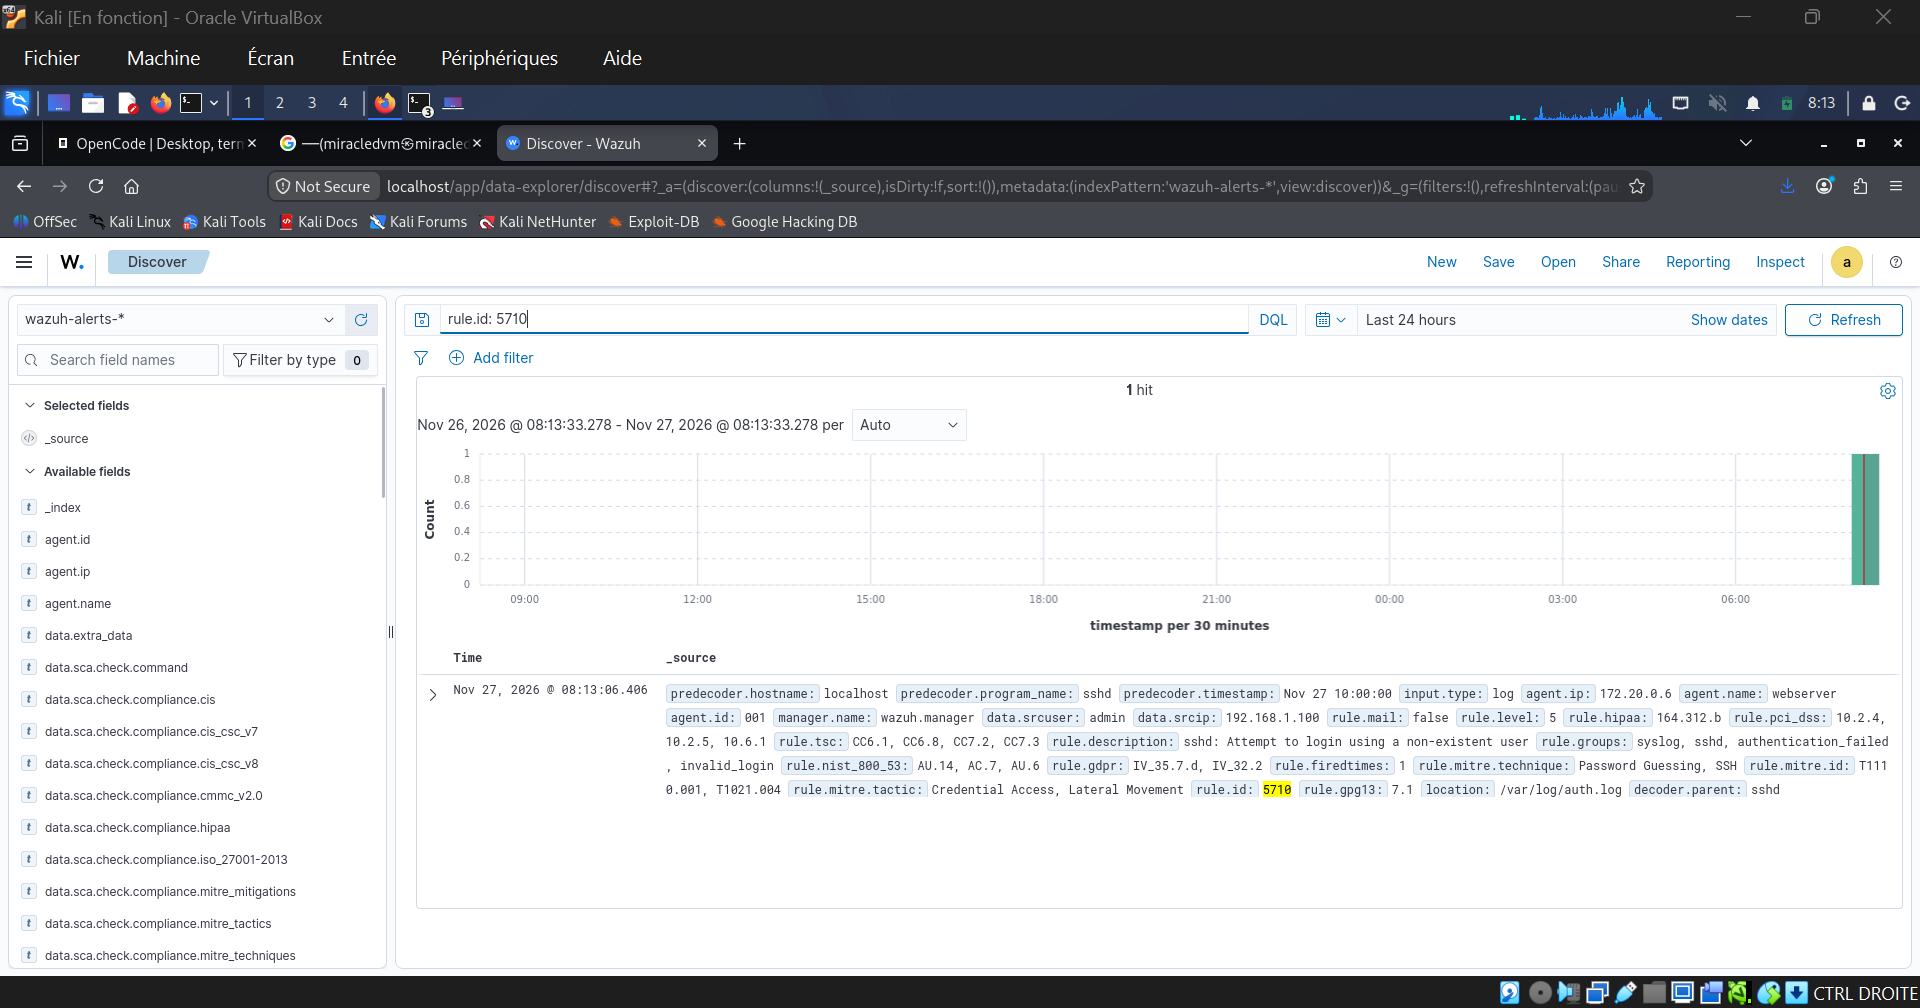 Kali [En fonction] - Oracle VirtualBox
Fichier Machine Écran Entrée Périphériques Aide
1 2 3 4 3 8:13
OpenCode | Desktop, tern —(miracledvm㉿miracled Discover - Wazuh
Not Secure localhost/app/data-explorer/discover#?_a=(discover:(columns:!(_source),isDirty:!f,sort:!()),metadata:(indexPattern:'wazuh-alerts-*',view:discover))&_g=(filters:!(),refreshInterval:(pau
OffSec Kali Linux Kali Tools Kali Docs Kali Forums Kali NetHunter Exploit-DB Google Hacking DB
W. Discover New Save Open Share Reporting Inspect a
wazuh-alerts-* rule.id: 5710 DQL Last 24 hours Show dates Refresh
Search field names Filter by type 0 Add filter
Selected fields
_source
Available fields
_index
agent.id
agent.ip
agent.name
data.extra_data
data.sca.check.command
data.sca.check.compliance.cis
data.sca.check.compliance.cis_csc_v7
data.sca.check.compliance.cis_csc_v8
data.sca.check.compliance.cmmc_v2.0
data.sca.check.compliance.hipaa
data.sca.check.compliance.iso_27001-2013
data.sca.check.compliance.mitre_mitigations
data.sca.check.compliance.mitre_tactics
data.sca.check.compliance.mitre_techniques
1 hit
Nov 26, 2026 @ 08:13:33.278 - Nov 27, 2026 @ 08:13:33.278 per Auto
Count
1
0.8
0.6
0.4
0.2
0
09:00 12:00 15:00 18:00 21:00 00:00 03:00 06:00
timestamp per 30 minutes
Time _source
Nov 27, 2026 @ 08:13:06.406 predecoder.hostname: localhost predecoder.program_name: sshd predecoder.timestamp: Nov 27 10:00:00 input.type: log agent.ip: 172.20.0.6 agent.name: webserver
agent.id: 001 manager.name: wazuh.manager data.srcuser: admin data.srcip: 192.168.1.100 rule.mail: false rule.level: 5 rule.hipaa: 164.312.b rule.pci_dss: 10.2.4,
10.2.5, 10.6.1 rule.tsc: CC6.1, CC6.8, CC7.2, CC7.3 rule.description: sshd: Attempt to login using a non-existent user rule.groups: syslog, sshd, authentication_failed
, invalid_login rule.nist_800_53: AU.14, AC.7, AU.6 rule.gdpr: IV_35.7.d, IV_32.2 rule.firedtimes: 1 rule.mitre.technique: Password Guessing, SSH rule.mitre.id: T111
0.001, T1021.004 rule.mitre.tactic: Credential Access, Lateral Movement rule.id: 5710 rule.gpg13: 7.1 location: /var/log/auth.log decoder.parent: sshd
CTRL DROITE